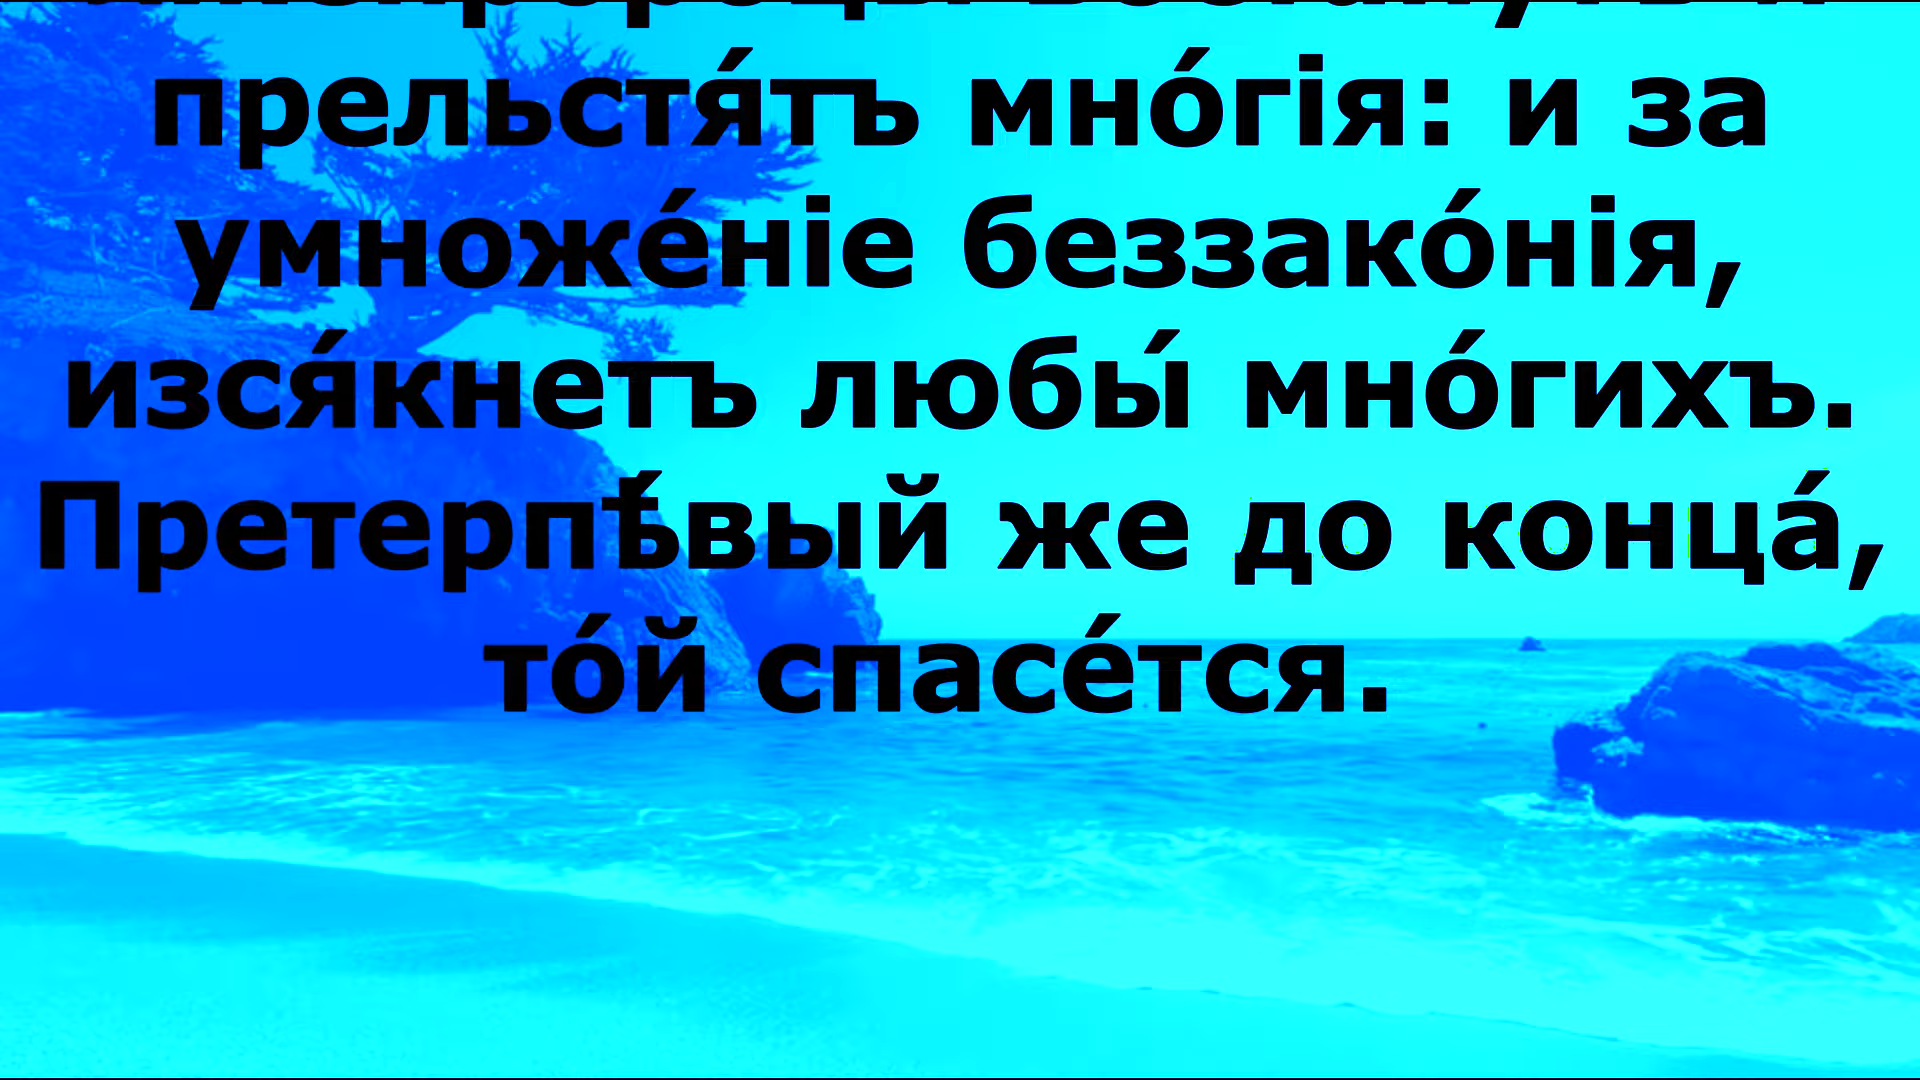 прельстя́тъ мно́гія: и за
умноже́ніе беззако́нія,
изся́кнетъ любы́ мно́гихъ.
Претерпѣ́вый же до конца́,
то́й спасе́тся.